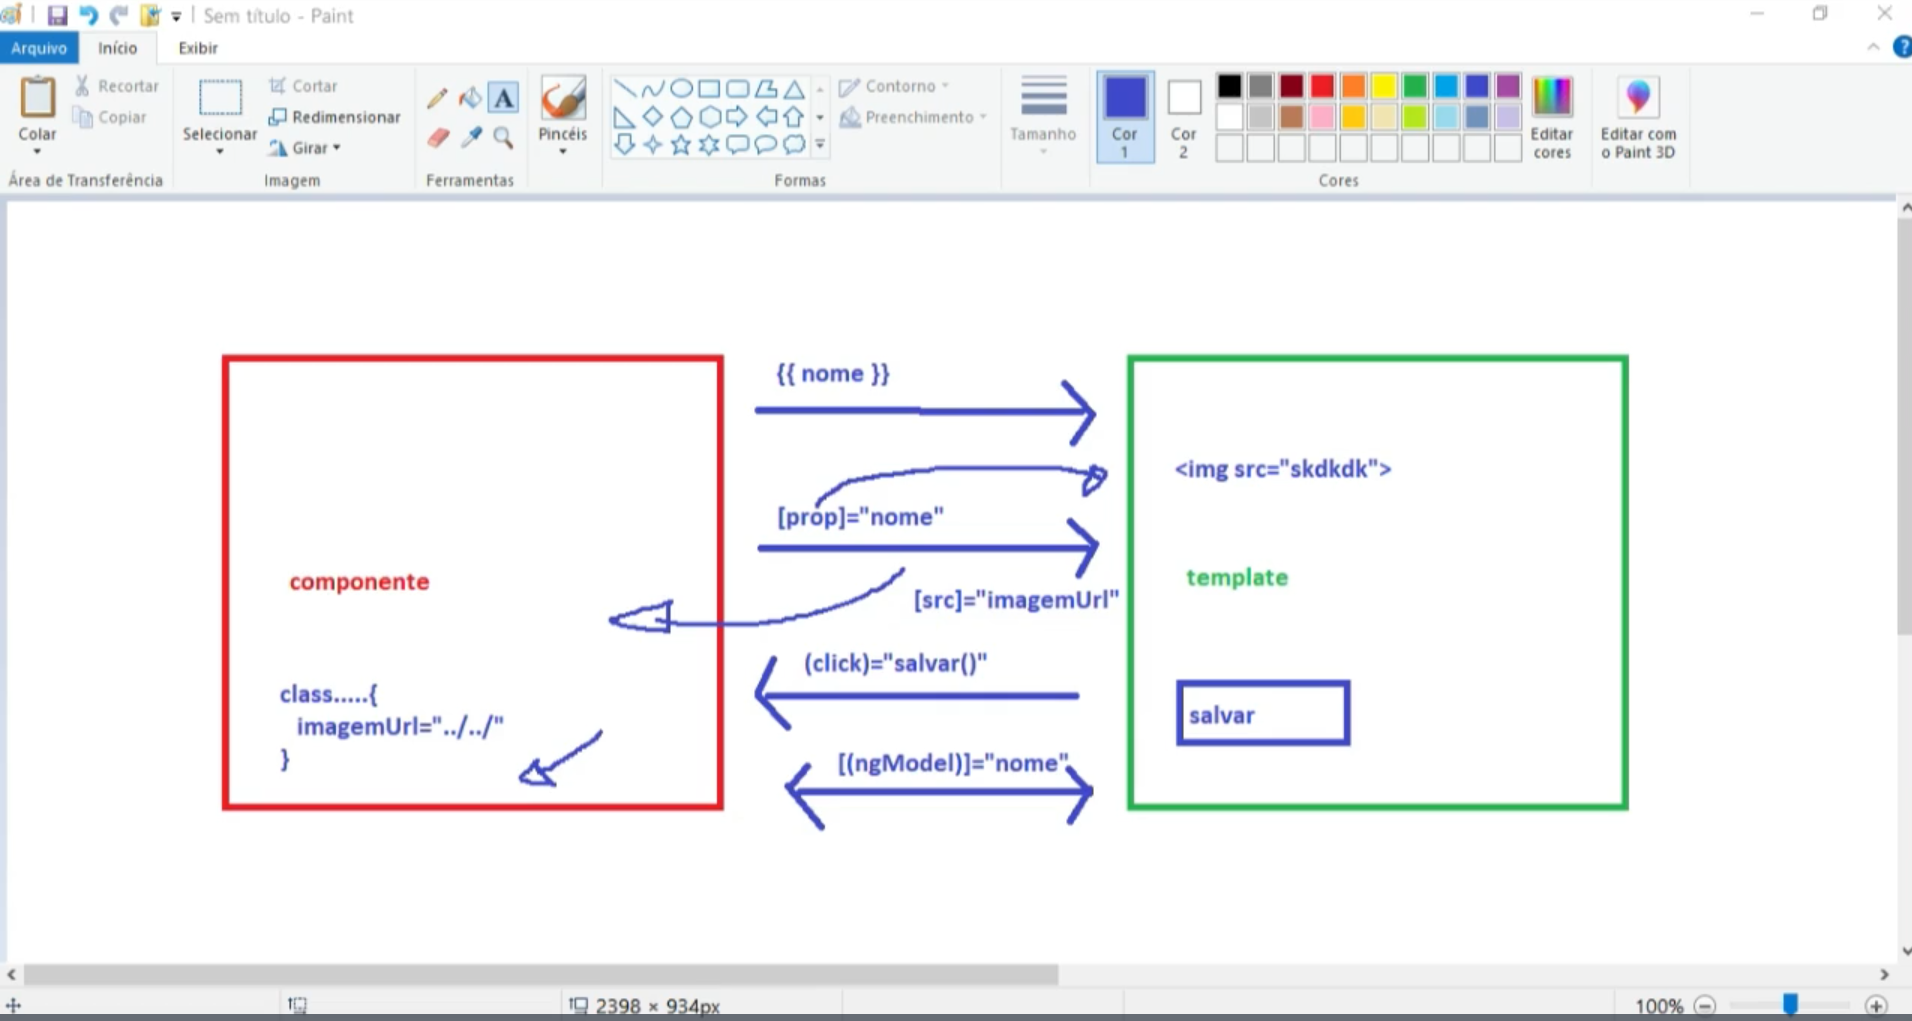 Sem título - Paint
Arquivo
Início
Exibir
?
Colar
Recortar
Copiar
Área de Transferência
Selecionar
Cortar
Redimensionar
Girar
Imagem
A
Ferramentas
Pincéis
Contorno
Preenchimento
Formas
Tamanho
Cor
1
Cor
2
Editar
cores
Editar com
o Paint 3D
Cores
{{ nome }}
<img src="skdkdk">
[prop]="nome"
componente
template
[src]="imagemUrl"
(click)="salvar()"
class.....{
imagemUrl="../../"
}
salvar
[(ngModel)]="nome"
2398 × 934px
100%